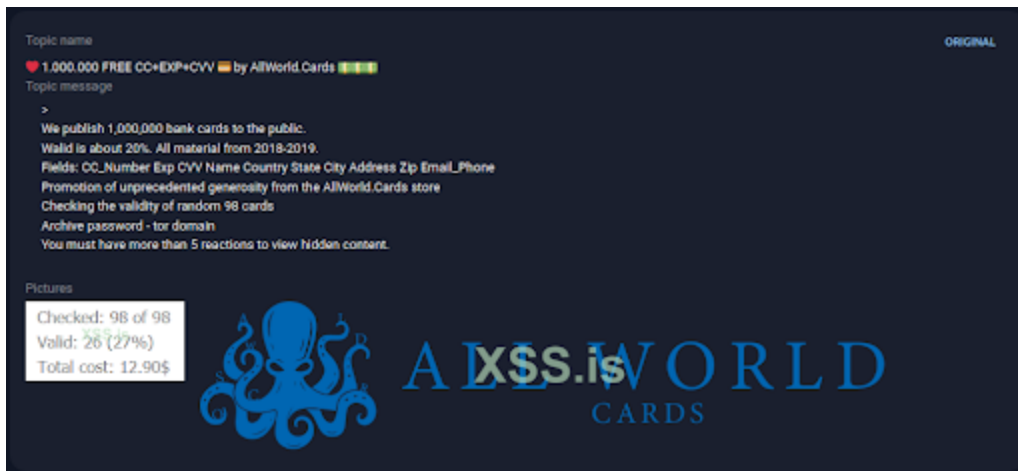 Topic name
ORIGINAL
1.000.000 FREE CC+EXP+CVV by AllWorld.Cards
Topic message
>
We publish 1,000,000 bank cards to the public.
Walid is about 20%. All material from 2018-2019.
Fields: CC_Number Exp CVV Name Country State City Address Zip Email_Phone
Promotion of unprecedented generosity from the AllWorld.Cards store
Checking the validity of random 98 cards
Archive password - tor domain
You must have more than 5 reactions to view hidden content.
Pictures
Checked: 98 of 98
XSS.is
Valid: 26 (27%)
Total cost: 12.90$
ALL WORLD
X$S.is
CARDS